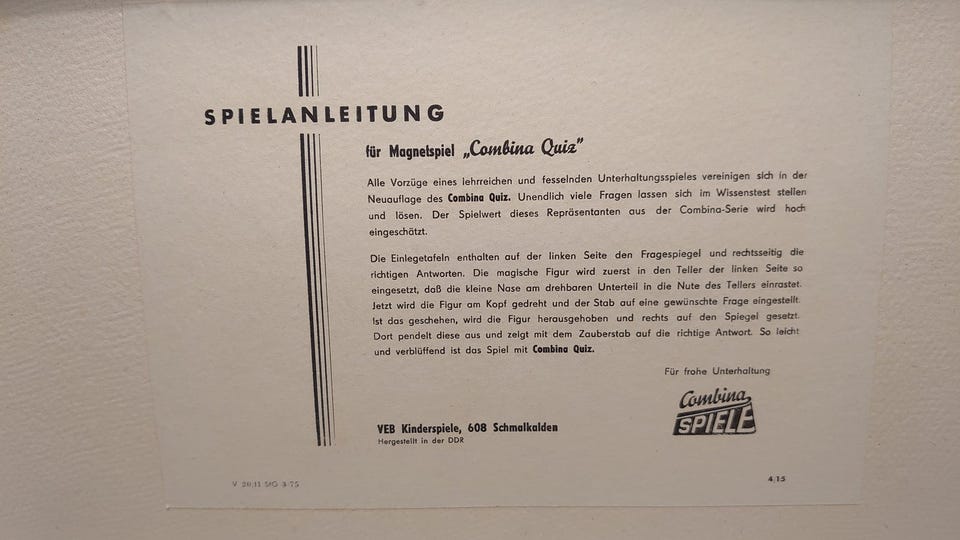 SPIELANLEITUNG
für Magnetspiel „Combina Quiz"
Alle Vorzüge eines lehrreichen und fesselnden Unterhaltungsspieles vereinigen sich in der
Neuauflage des Combina Quiz. Unendlich viele Fragen lassen sich im Wissenstest stellen
und lösen. Der Spielwert dieses Repräsentanten aus der Combina-Serie wird hoch
eingeschätzt.
Die Einlegetafeln enthalten auf der linken Seite den Fragespiegel und rechtsseitig die
richtigen Antworten. Die magische Figur wird zuerst in den Teller der linken Seite so
eingesetzt, daß die kleine Nase am drehbaren Unterteil in die Nute des Tellers einrastet.
Jetzt wird die Figur am Kopf gedreht und der Stab auf eine gewünschte Frage eingestellt.
Ist das geschehen, wird die Figur herausgehoben und rechts auf den Spiegel gesetzt.
Dort pendelt diese aus und zeigt mit dem Zauberstab auf die richtige Antwort. So leicht
und verblüffend ist das Spiel mit Combina Quiz.
Für frohe Unterhaltung
Combina
SPIELE
VEB Kinderspiele, 608 Schmalkalden
Hergestellt in der DDR
V 20/11 3/75
4/15